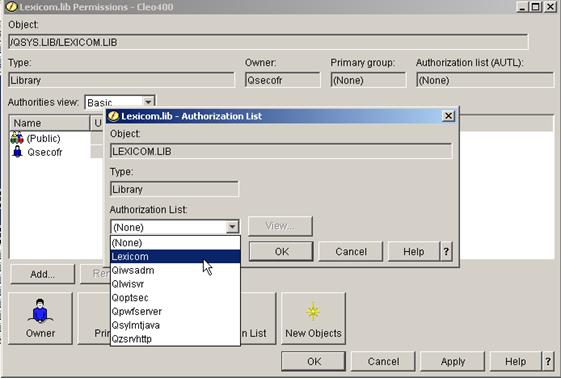 Lexicom.lib Permissions - Cleo400
Object:
/QSYS.LIB/LEXICOM.LIB
Type:
Owner:
Primary group:
Authorization list (AUTL):
Library
Qsecofr
(None)
(None)
Authorities view:
Basic
Name
U
(Public)
Qsecofr
Lexicom.lib - Authorization List
Object:
LEXICOM.LIB
Type:
Library
Authorization List:
(None)
View...
(None)
Lexicom
Qiwsadm
Qlwisvr
Qoptsec
Qpwfserver
Qsylmtjava
Qzsrvhttp
OK
Cancel
Help
?
Add...
Rem
Owner
Prim
on List
New Objects
OK
Cancel
Apply
Help
?